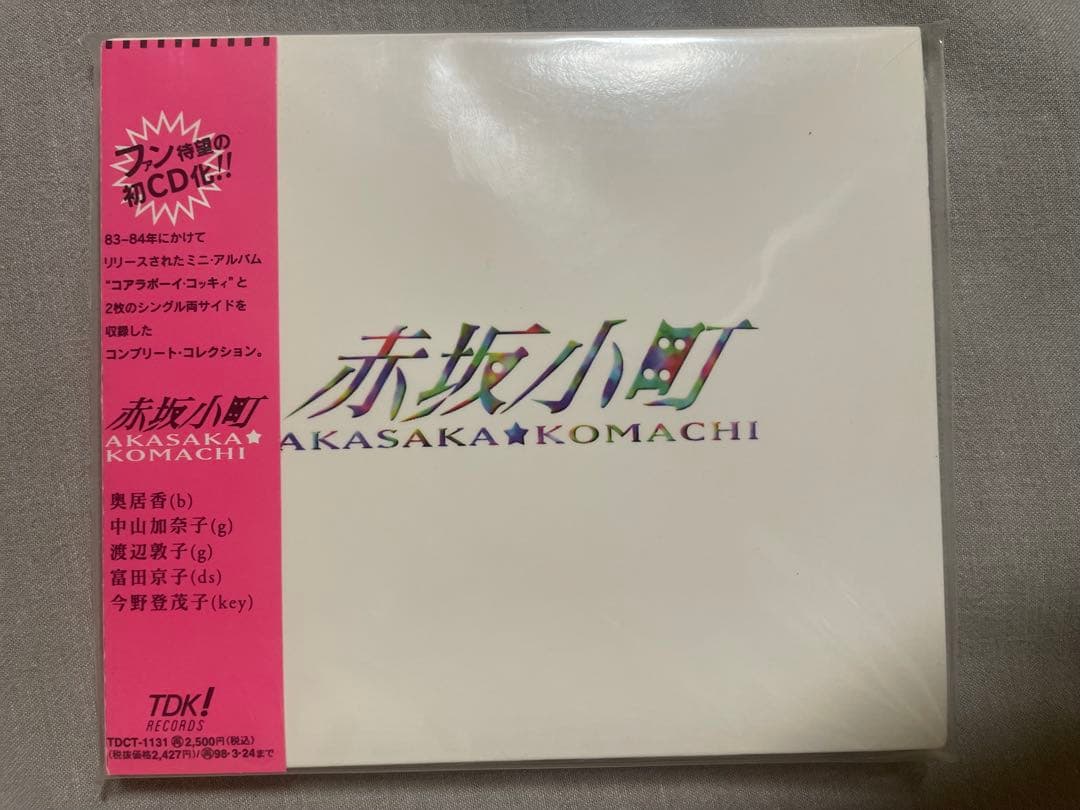 ファン待望の
初CD化!!
83–84年にかけて
リリースされたミニ・アルバム
“コアラボーイ・コッキィ”と
2枚のシングル両サイドを
収録した
コンプリート・コレクション。
赤坂小町
AKASAKA★
KOMACHI
奥居香(b)
中山加奈子(g)
渡辺敦子(g)
富田京子(ds)
今野登茂子(key)
TDK!
RECORDS
TDCT-1131 ㊢2,500円(税込)
(税抜価格2,427円)/㊢98・3・24まで
赤坂小町
AKASAKA★KOMACHI